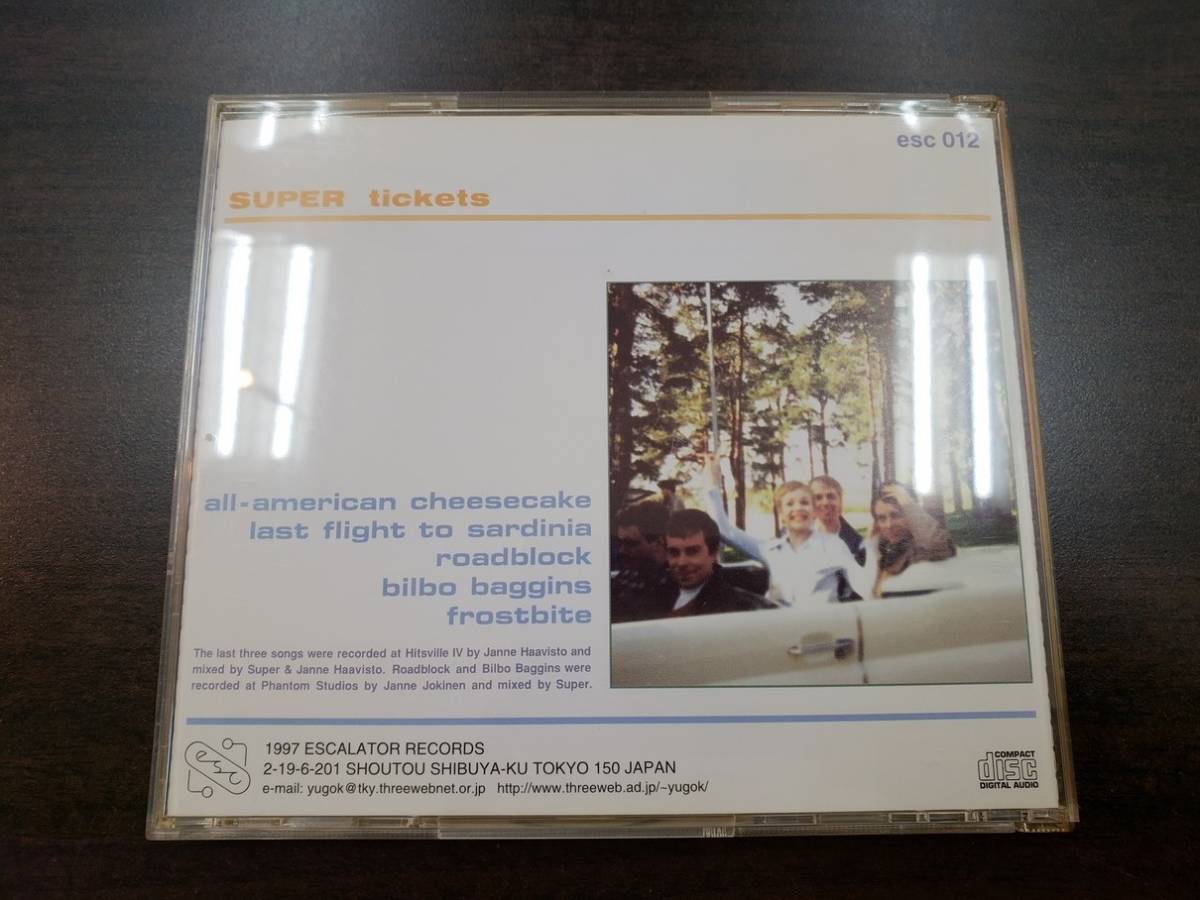 esc 012
SUPER tickets
all-american cheesecake
last flight to sardinia
roadblock
bilbo baggins
frostbite
The last three songs were recorded at Hitsville IV by Janne Haavisto and
mixed by Super & Janne Haavisto. Roadblock and Bilbo Baggins were
recorded at Phantom Studios by Janne Jokinen and mixed by Super.
esc
1997 ESCALATOR RECORDS
2-19-6-201 SHOUTOU SHIBUYA-KU TOKYO 150 JAPAN
e-mail: yugok@tky.threewebnet.or.jp http://www.threeweb.ad.jp/~yugok/
COMPACT
disc
DIGITAL AUDIO